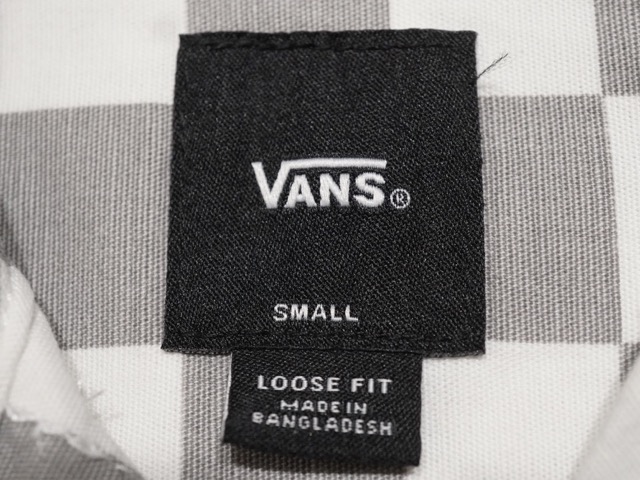 VANS®
SMALL
LOOSE FIT
MADE IN
BANGLADESH